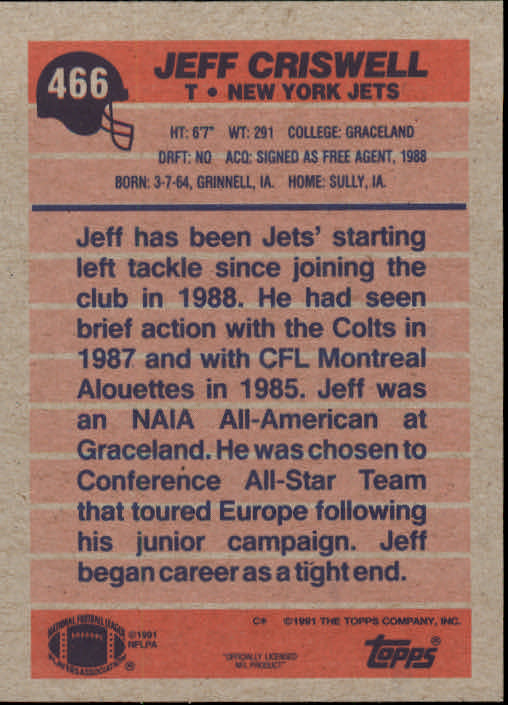 466
JEFF CRISWELL
T • NEW YORK JETS
HT: 6'7" WT: 291 COLLEGE: GRACELAND
DRFT: NO ACQ: SIGNED AS FREE AGENT, 1988
BORN: 3-7-64, GRINNELL, IA. HOME: SULLY, IA.
Jeff has been Jets' starting
left tackle since joining the
club in 1988. He had seen
brief action with the Colts in
1987 and with CFL Montreal
Alouettes in 1985. Jeff was
an NAIA All-American at
Graceland. He was chosen to
Conference All-Star Team
that toured Europe following
his junior campaign. Jeff
began career as a tight end.
C* ©1991 THE TOPPS COMPANY, INC.
NATIONAL FOOTBALL LEAGUE
PLAYERS ASSOCIATION ®
©1991
NFLPA
"OFFICIALLY LICENSED
NFL PRODUCT"
topps®